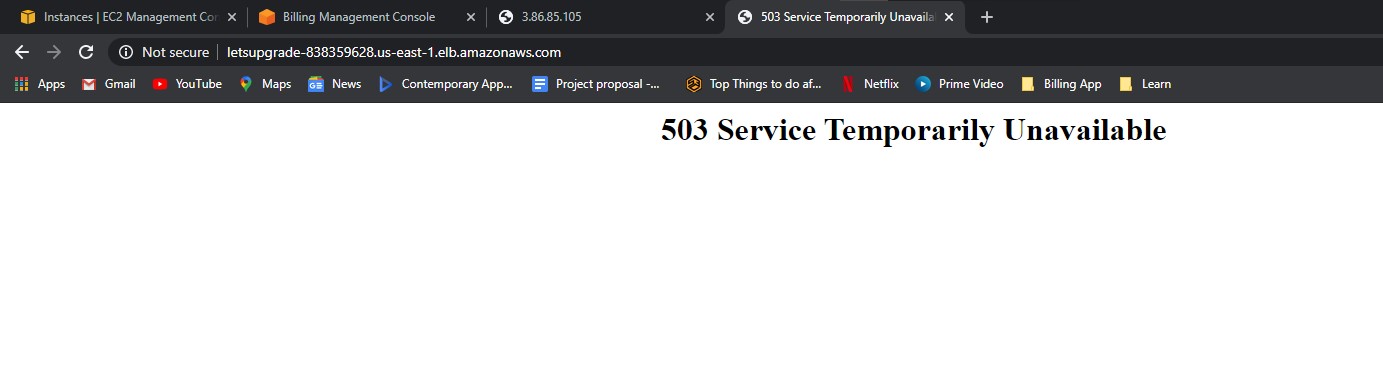 Instances | EC2 Management Cor
Billing Management Console
3.86.85.105
503 Service Temporarily Unavaila
Not secure
letsupgrade-838359628.us-east-1.elb.amazonaws.com
Apps
Gmail
YouTube
Maps
GE
News
Contemporary App...
Project proposal -...
Top Things to do af...
Netflix
Prime Video
Billing App
Learn
503 Service Temporarily Unavailable